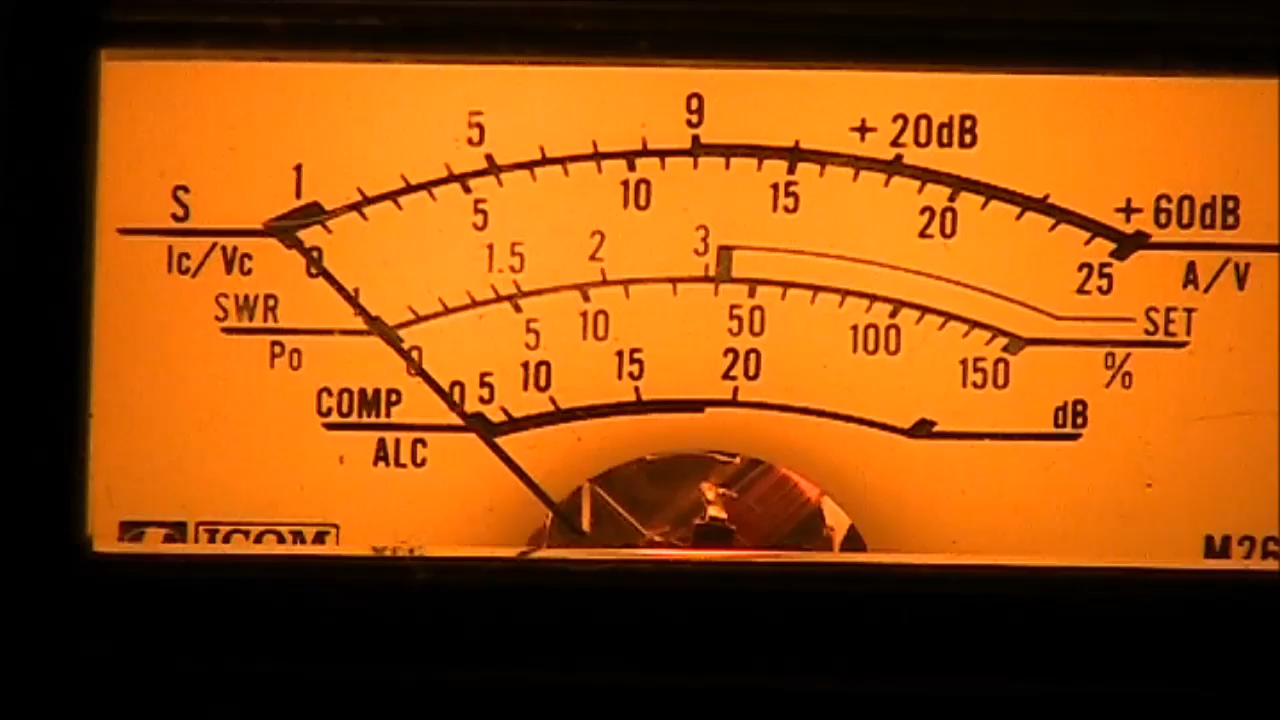 1 5 9 + 20dB + 60dB
S
Ic/Vc 0 5 10 15 20 25 A/V
SWR 1 1.5 2 3 SET
Po 0 5 10 50 100 150 %
COMP 0 5 10 15 20 dB
ALC
ICOM